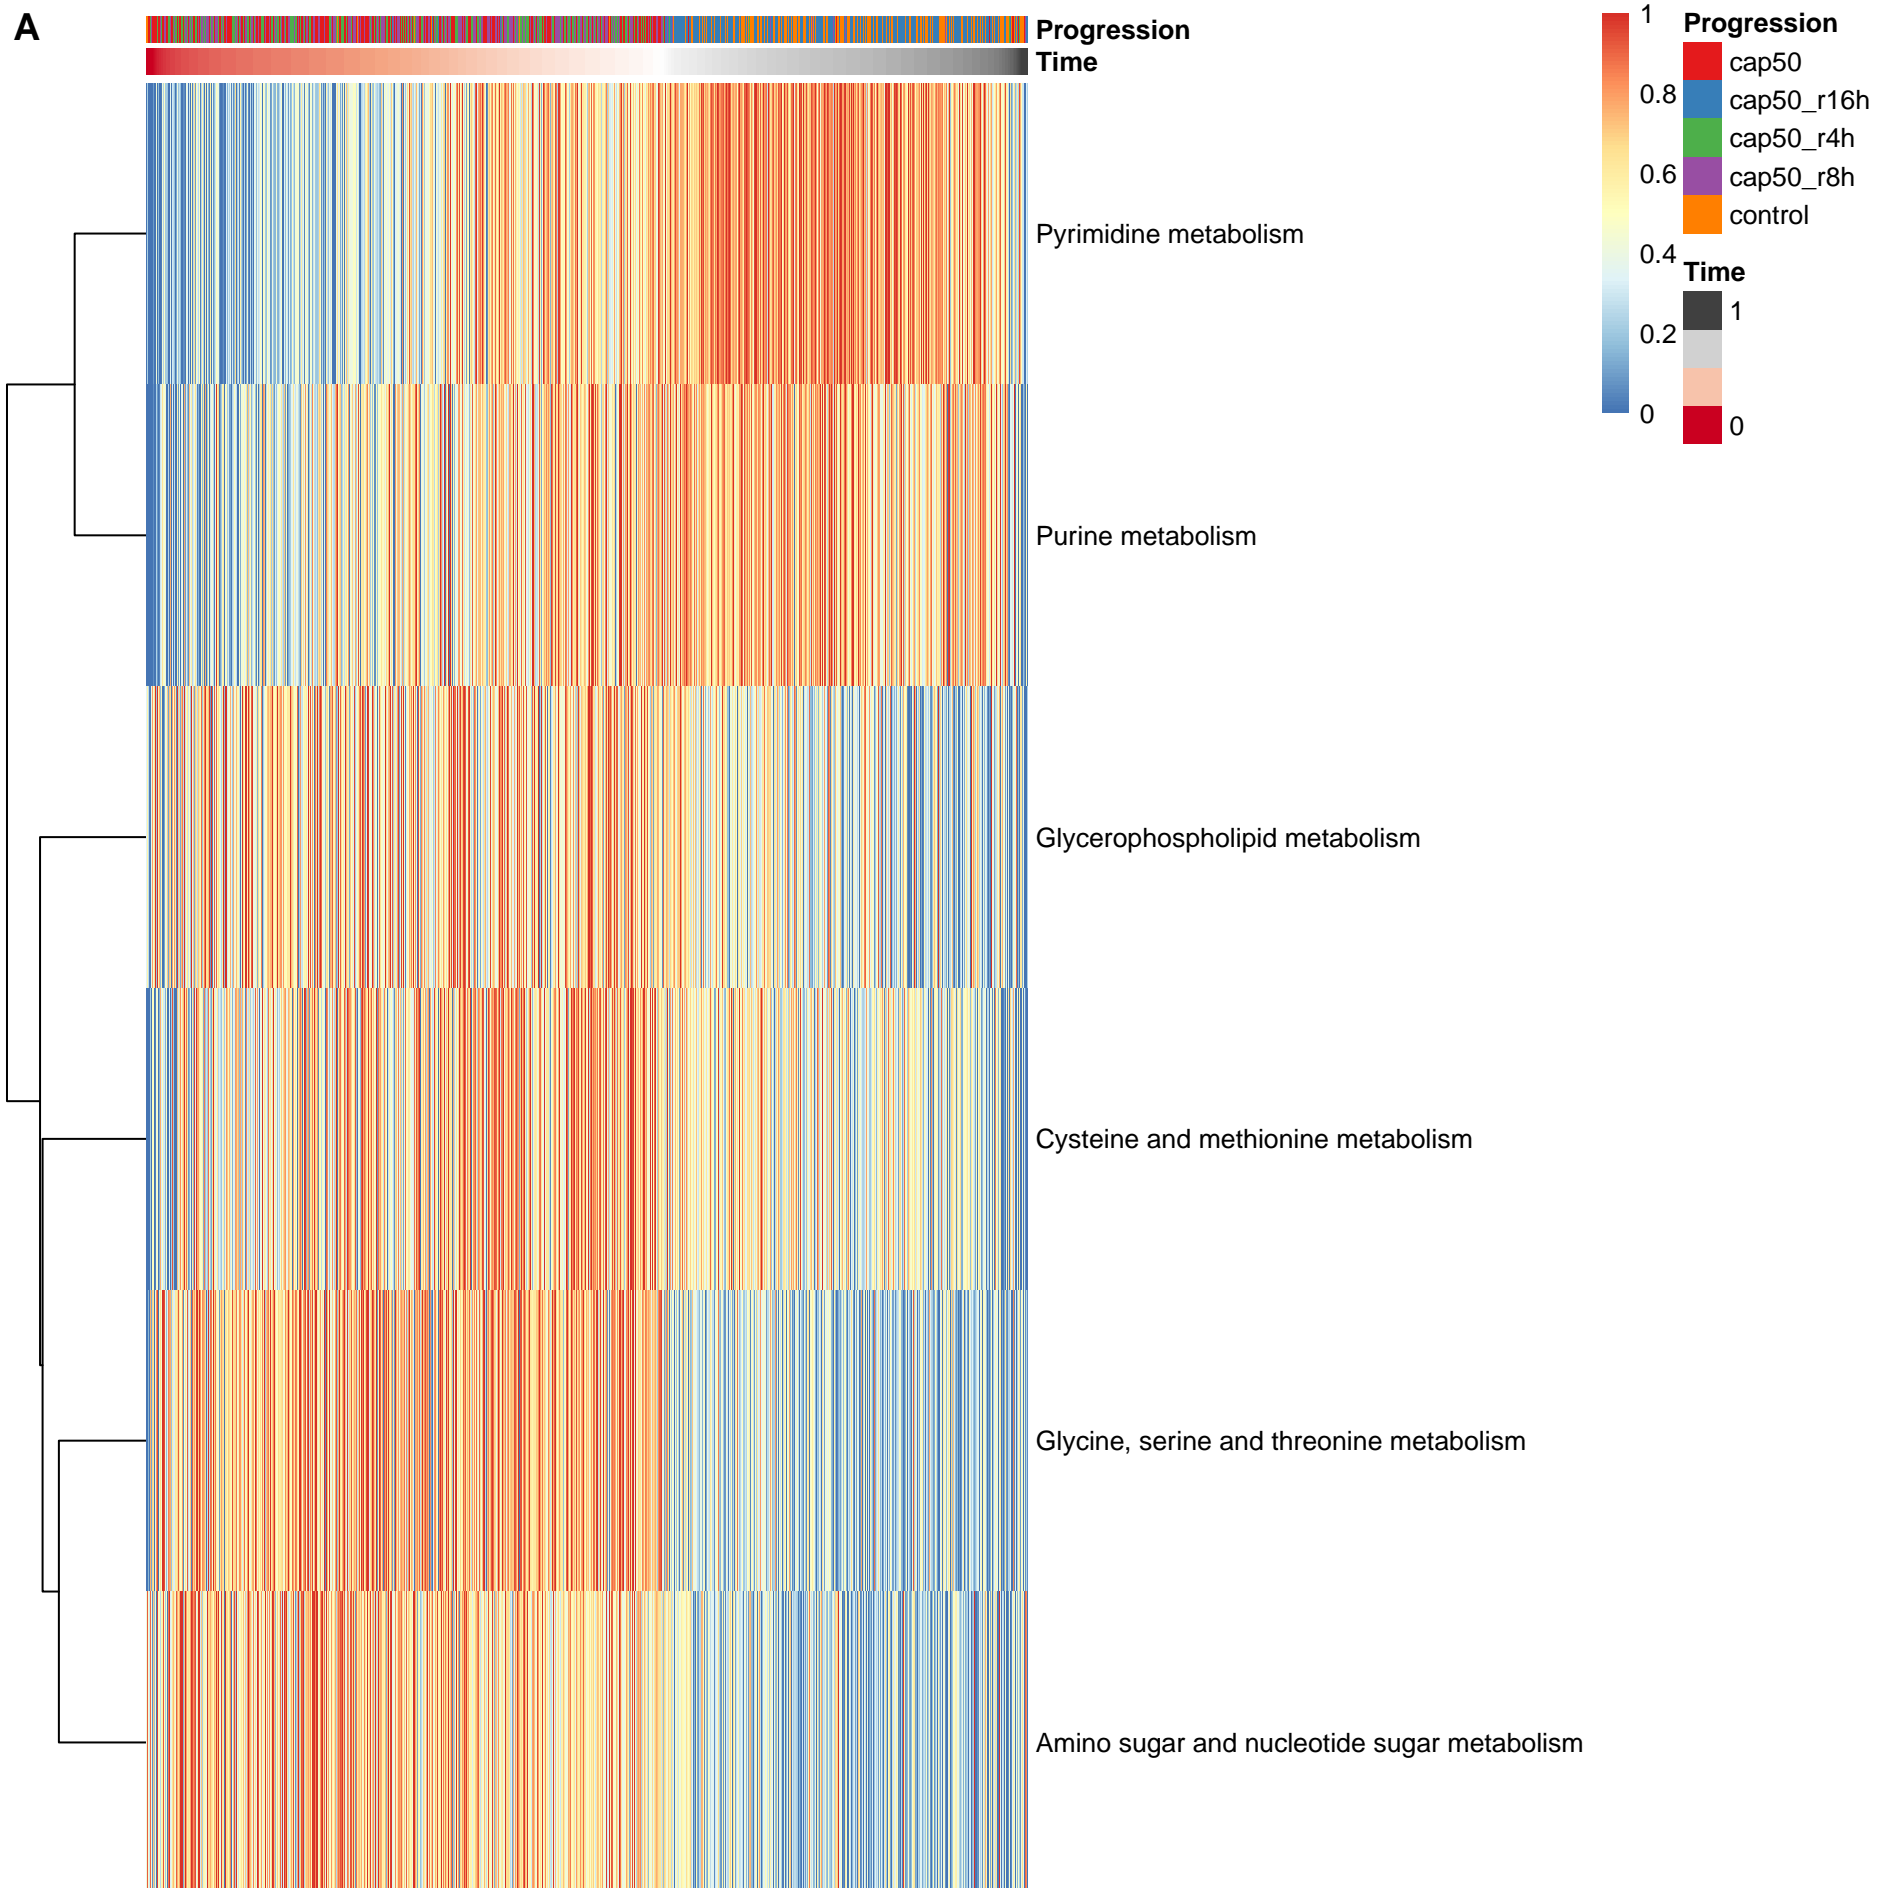 A
Progression
Time
Pyrimidine metabolism
Purine metabolism
Glycerophospholipid metabolism
Cysteine and methionine metabolism
Glycine, serine and threonine metabolism
Amino sugar and nucleotide sugar metabolism
1
0.8
0.6
0.4
0.2
0
Progression
cap50
cap50_r16h
cap50_r4h
cap50_r8h
control
Time
1
0